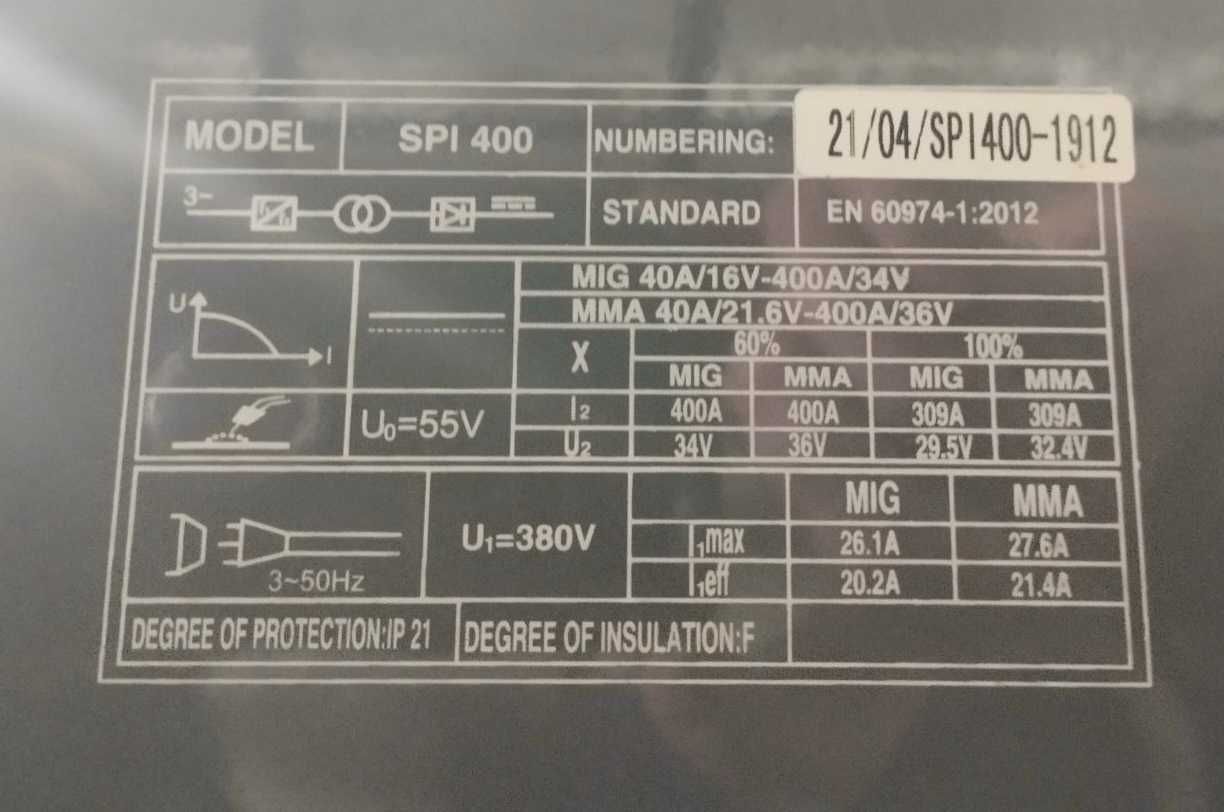 MODEL SPI 400 NUMBERING: 21/04/SPI400-1912
3~ STANDARD EN 60974-1:2012
MIG 40A/16V-400A/34V
MMA 40A/21.6V-400A/36V
U I X 60% 100%
MIG MMA MIG MMA
U₀=55V I₂ 400A 400A 309A 309A
U₂ 34V 36V 29.5V 32.4V
MIG MMA
U₁=380V I₁max 26.1A 27.6A
3~50Hz I₁eff 20.2A 21.4A
DEGREE OF PROTECTION:IP 21 DEGREE OF INSULATION:F